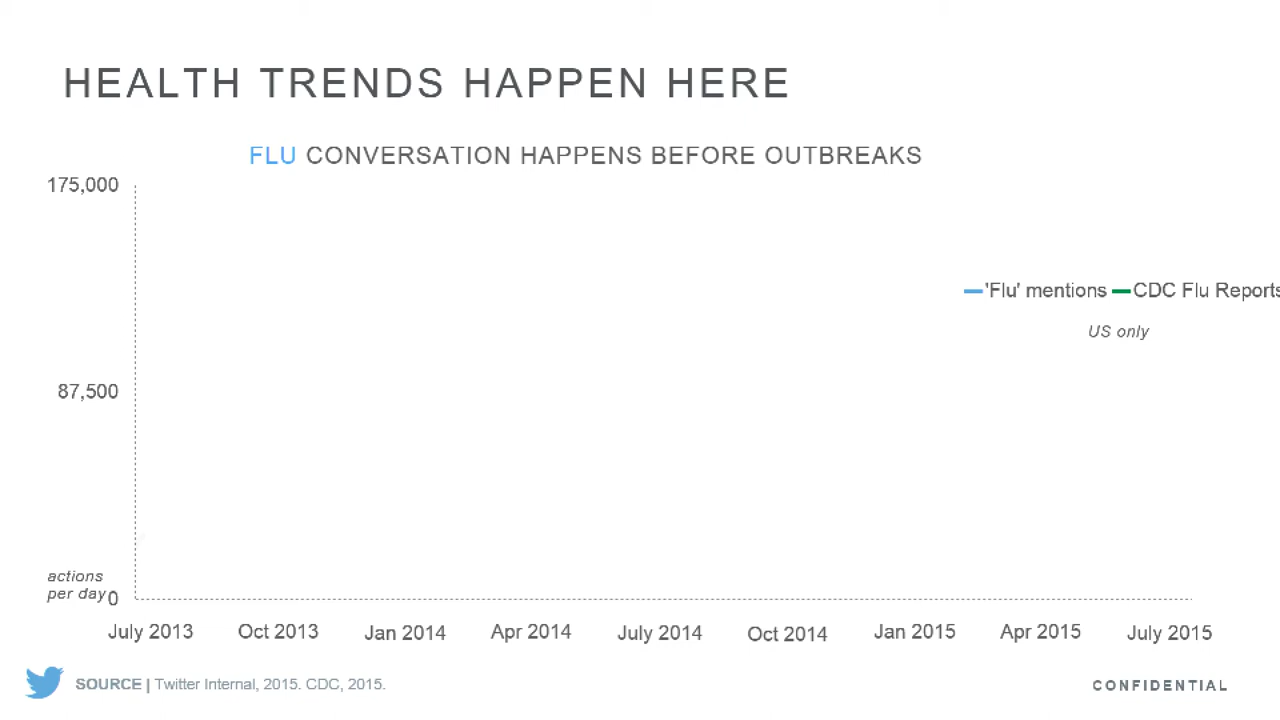 HEALTH TRENDS HAPPEN HERE
FLU CONVERSATION HAPPENS BEFORE OUTBREAKS
175,000
'Flu' mentions CDC Flu Reports
US only
87,500
actions
per day
0
July 2013 Oct 2013 Jan 2014 Apr 2014 July 2014 Oct 2014 Jan 2015 Apr 2015 July 2015
SOURCE | Twitter Internal, 2015. CDC, 2015.
CONFIDENTIAL